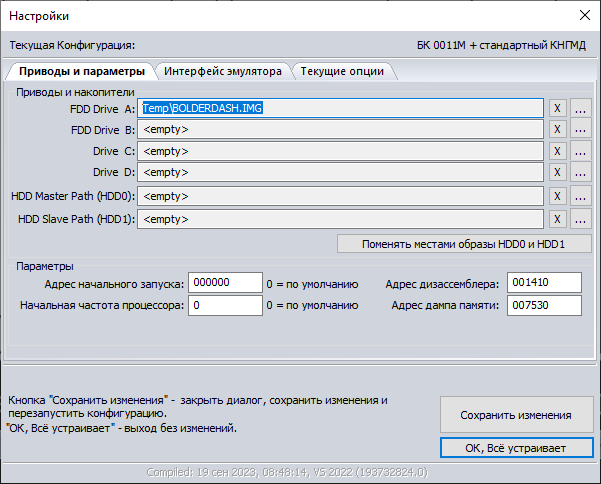 Настройки
Текущая Конфигурация: БК 0011М + стандартный КНГМД
Приводы и параметры Интерфейс эмулятора Текущие опции
Приводы и накопители
FDD Drive A: Temp\BOLDERDASH.IMG X ...
FDD Drive B: <empty> X ...
Drive C: <empty> X ...
Drive D: <empty> X ...
HDD Master Path (HDD0): <empty> X ...
HDD Slave Path (HDD1): <empty> X ...
Поменять местами образы HDD0 и HDD1
Параметры
Адрес начального запуска: 000000 0 = по умолчанию Адрес дизассемблера: 001410
Начальная частота процессора: 0 0 = по умолчанию Адрес дампа памяти: 007530
Кнопка "Сохранить изменения" - закрыть диалог, сохранить изменения и
перезапустить конфигурацию.
"ОК, Всё устраивает" - выход без изменений.
Сохранить изменения
ОК, Всё устраивает
Compiled: 19 сен 2023, 08:48:14, VS 2022 (193732824.0)